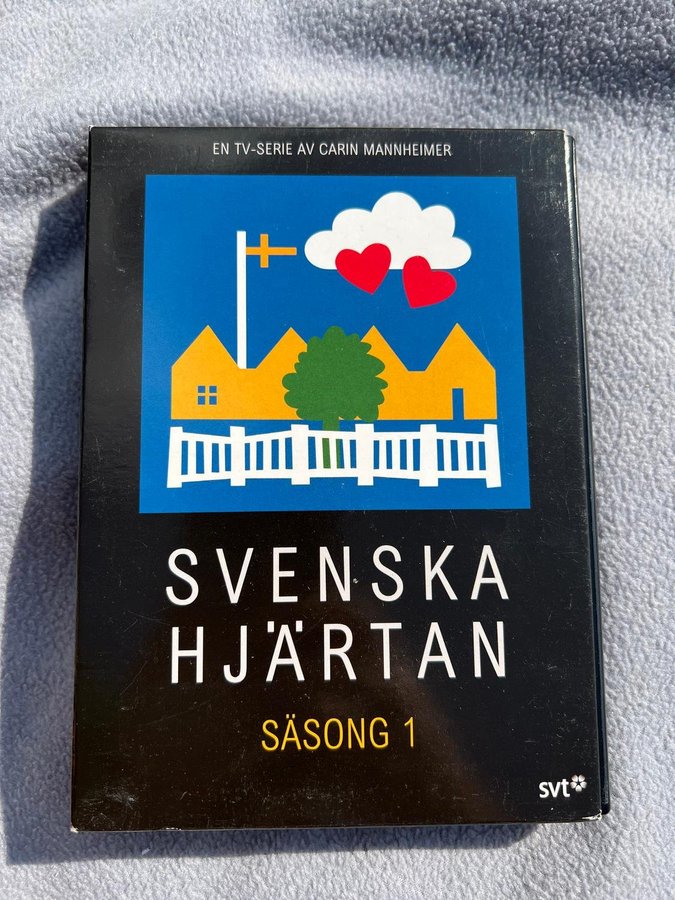 EN TV-SERIE AV CARIN MANNHEIMER
SVENSKA
HJÄRTAN
SÄSONG 1
svt